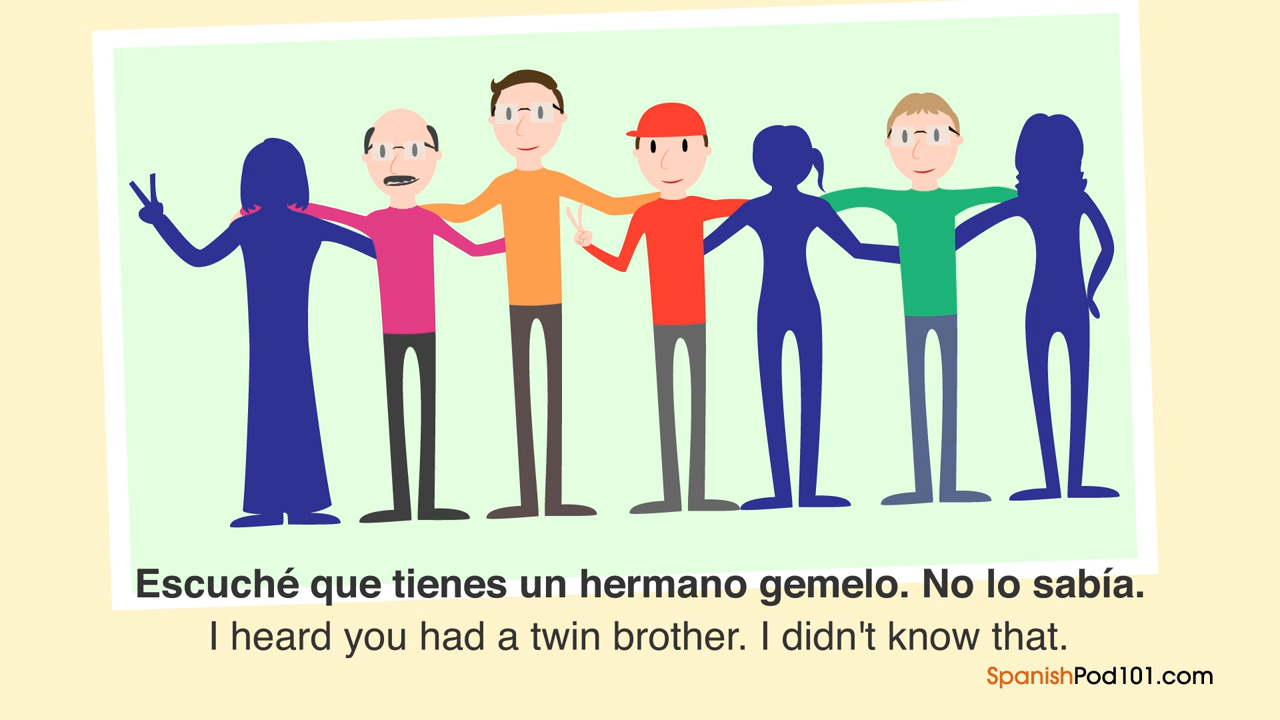 Escuché que tienes un hermano gemelo. No lo sabía.
I heard you had a twin brother. I didn't know that.
SpanishPod101.com